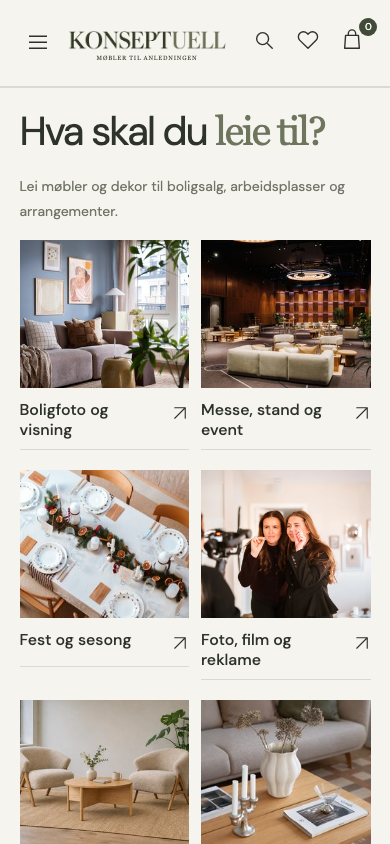 KONSEPTUELL
MØBLER TIL ANLEDNINGEN
0
Hva skal du leie til?
Lei møbler og dekor til boligsalg, arbeidsplasser og
arrangementer.
Boligfoto og
visning
Messe, stand og
event
Fest og sesong
Foto, film og
reklame